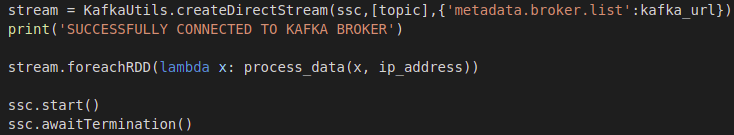 stream = KafkaUtils.createDirectStream(ssc,[topic],{'metadata.broker.list':kafka_url})
print('SUCCESSFULLY CONNECTED TO KAFKA BROKER')
stream.foreachRDD(lambda x: process_data(x, ip_address))
ssc.start()
ssc.awaitTermination()